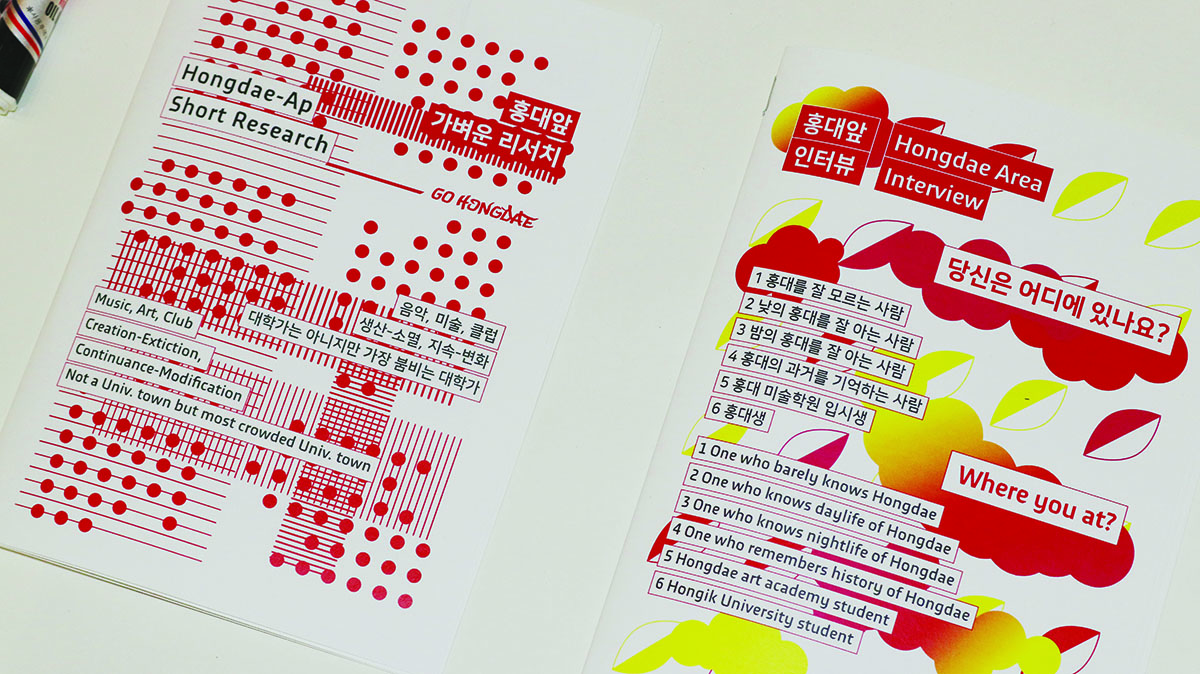 OIL
Hongdae-Ap
Short Research
홍대앞
가벼운 리서치
GO HONGDAE
Music, Art, Club
Creation-Extiction,
Continuance-Modification
Not a Univ. town but most crowded Univ. town
음악, 미술, 클럽
생산-소멸, 지속-변화
대학가는 아니지만 가장 붐비는 대학가
홍대앞
인터뷰
Hongdae Area
Interview
당신은 어디에 있나요?
1 홍대를 잘 모르는 사람
2 낮의 홍대를 잘 아는 사람
3 밤의 홍대를 잘 아는 사람
4 홍대의 과거를 기억하는 사람
5 홍대 미술학원 입시생
6 홍대생
Where you at?
1 One who barely knows Hongdae
2 One who knows daylife of Hongdae
3 One who knows nightlife of Hongdae
4 One who remembers history of Hongdae
5 Hongdae art academy student
6 Hongik University student